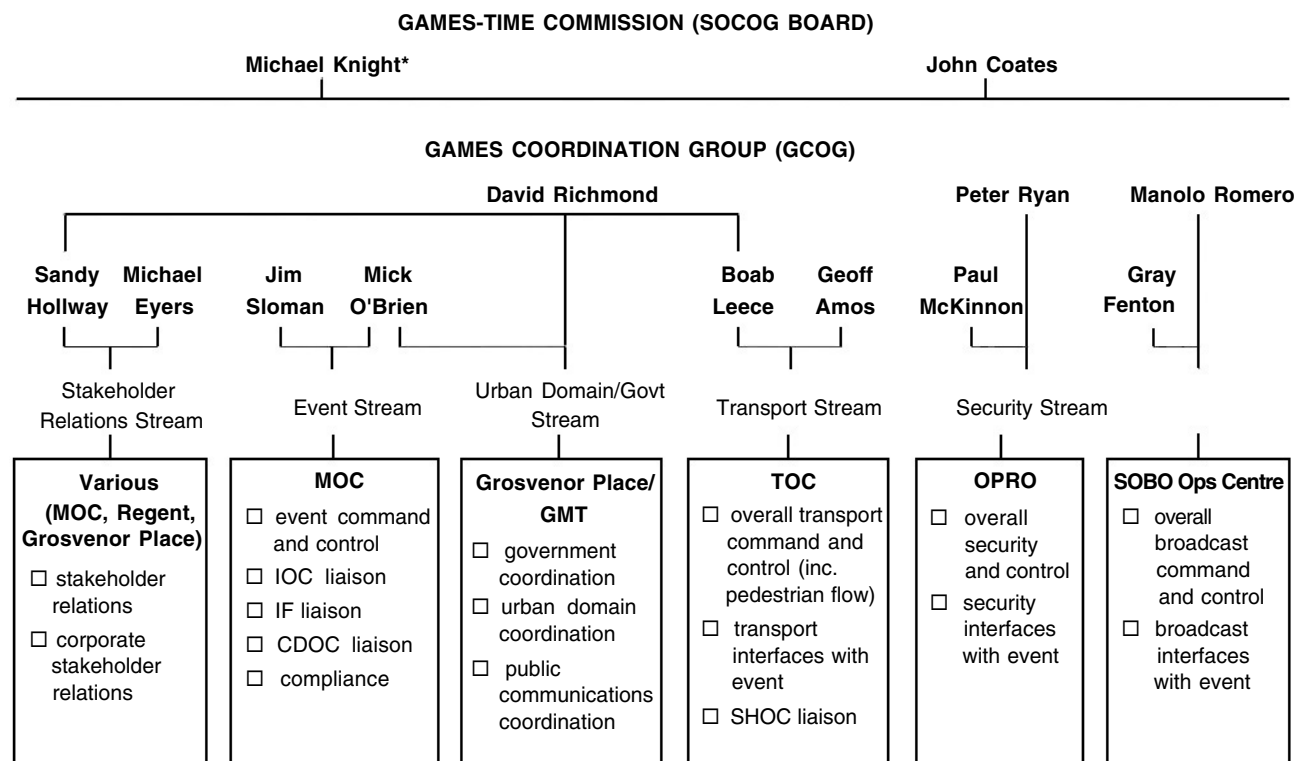 GAMES-TIME COMMISSION (SOCOG BOARD)
Michael Knight*
John Coates
GAMES COORDINATION GROUP (GCOG)
David Richmond
Peter Ryan
Manolo Romero
Sandy
Hollway
Michael
Eyers
Jim
Sloman
Mick
O'Brien
Boab
Leece
Geoff
Amos
Paul
McKinnon
Gray
Fenton
Stakeholder
Relations Stream
Event Stream
Urban Domain/Govt
Stream
Transport Stream
Security Stream
Various
(MOC, Regent,
Grosvenor Place)
☐ stakeholder
relations
☐ corporate
stakeholder
relations
MOC
☐ event command
and control
☐ IOC liaison
☐ IF liaison
☐ CDOC liaison
☐ compliance
Grosvenor Place/
GMT
☐ government
coordination
☐ urban domain
coordination
☐ public
communications
coordination
TOC
☐ overall transport
command and
control (inc.
pedestrian flow)
☐ transport
interfaces with
event
☐ SHOC liaison
OPRO
☐ overall
security
and control
☐ security
interfaces
with event
SOBO Ops Centre
☐ overall
broadcast
command
and control
☐ broadcast
interfaces
with event